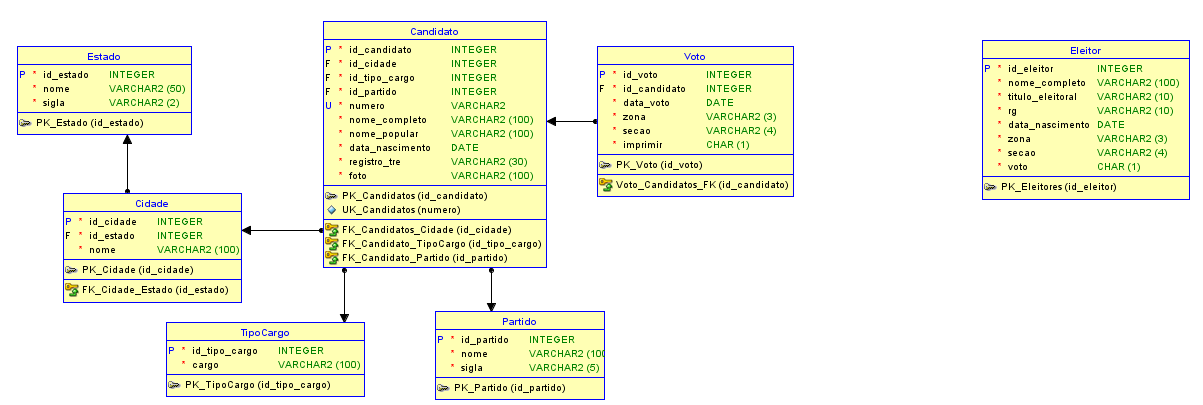 Estado
P * id_estado INTEGER
* nome VARCHAR2 (50)
* sigla VARCHAR2 (2)
PK_Estado (id_estado)
Candidato
P * id_candidato INTEGER
F * id_cidade INTEGER
F * id_tipo_cargo INTEGER
F * id_partido INTEGER
U * numero VARCHAR2
* nome_completo VARCHAR2 (100)
* nome_popular VARCHAR2 (100)
* data_nascimento DATE
* registro_tre VARCHAR2 (30)
* foto VARCHAR2 (100)
PK_Candidatos (id_candidato)
UK_Candidatos (numero)
FK_Candidatos_Cidade (id_cidade)
FK_Candidato_TipoCargo (id_tipo_cargo)
FK_Candidato_Partido (id_partido)
Voto
P * id_voto INTEGER
F * id_candidato INTEGER
* data_voto DATE
* zona VARCHAR2 (3)
* secao VARCHAR2 (4)
* imprimir CHAR (1)
PK_Voto (id_voto)
Voto_Candidatos_FK (id_candidato)
Eleitor
P * id_eleitor INTEGER
* nome_completo VARCHAR2 (100)
* titulo_eleitoral VARCHAR2 (10)
* rg VARCHAR2 (10)
* data_nascimento DATE
* zona VARCHAR2 (3)
* secao VARCHAR2 (4)
* voto CHAR (1)
PK_Eleitores (id_eleitor)
Cidade
P * id_cidade INTEGER
F * id_estado INTEGER
* nome VARCHAR2 (100)
PK_Cidade (id_cidade)
FK_Cidade_Estado (id_estado)
TipoCargo
P * id_tipo_cargo INTEGER
* cargo VARCHAR2 (100)
PK_TipoCargo (id_tipo_cargo)
Partido
P * id_partido INTEGER
* nome VARCHAR2 (100
* sigla VARCHAR2 (5)
PK_Partido (id_partido)